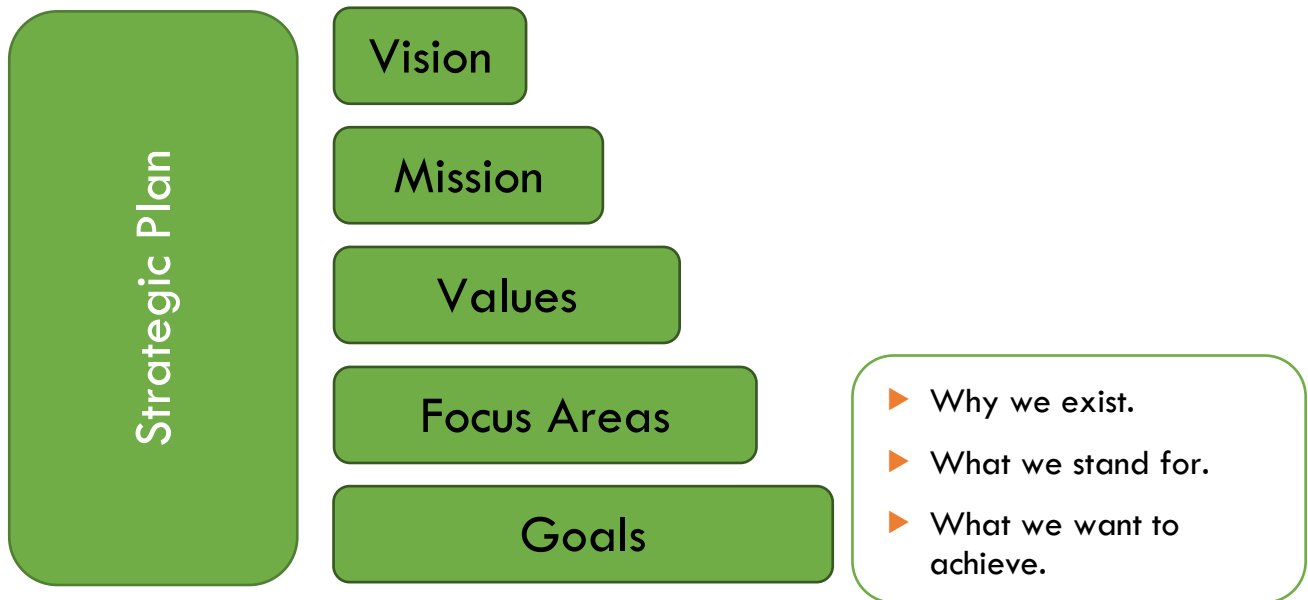 Strategic Plan
Vision
Mission
Values
Focus Areas
Goals
Why we exist.
What we stand for.
What we want to
achieve.